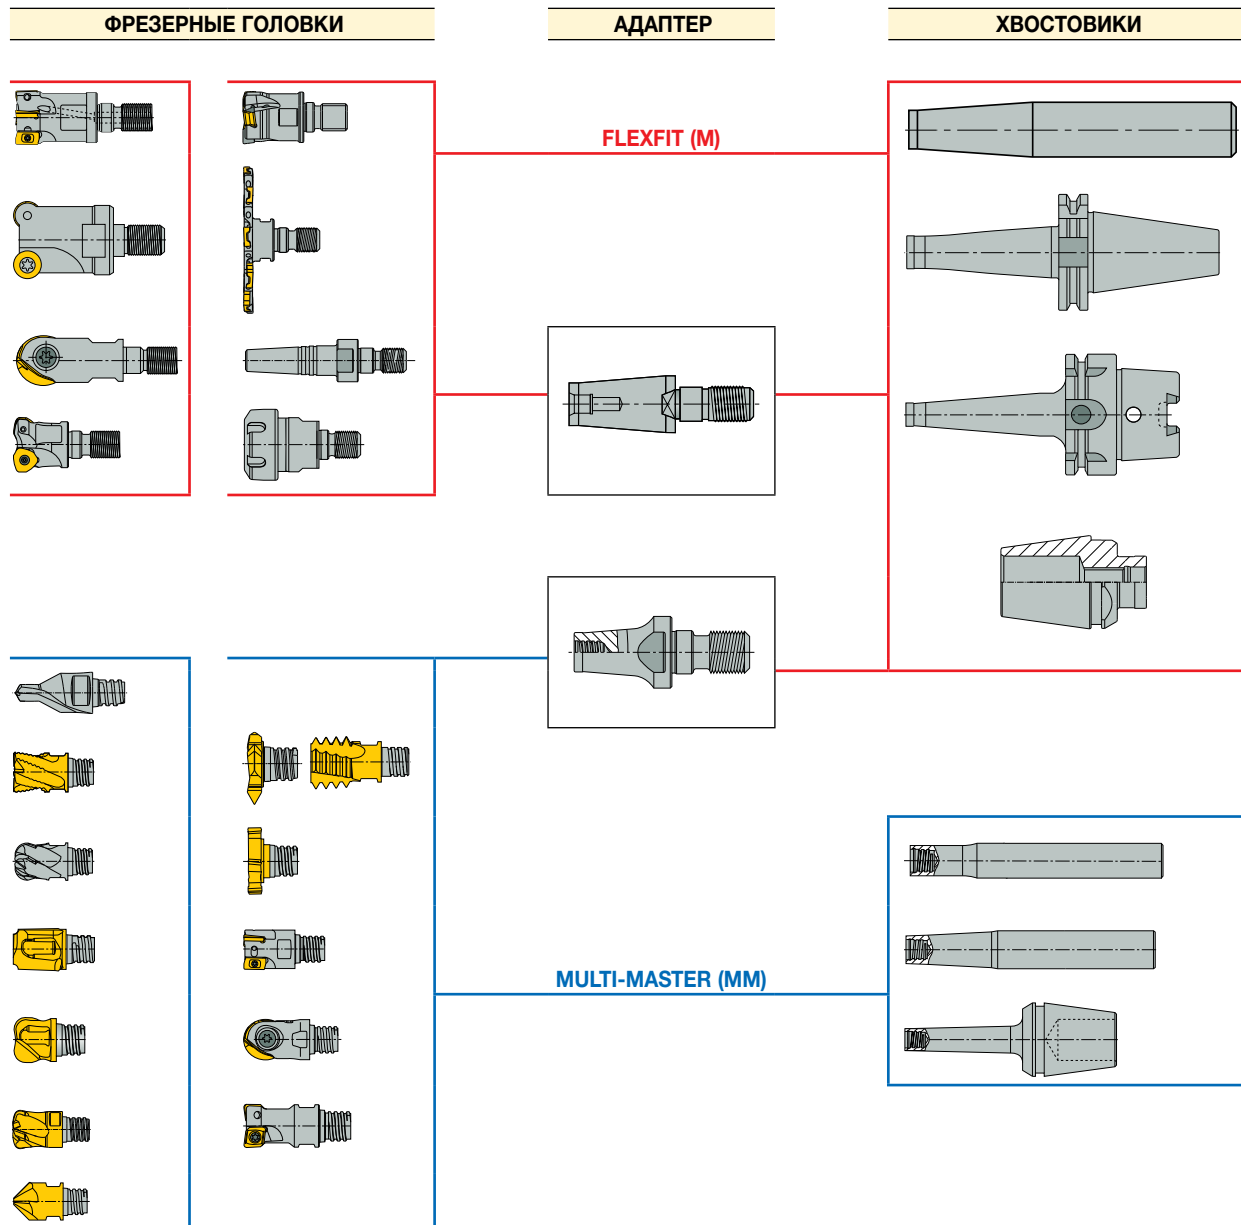 ФРЕЗЕРНЫЕ ГОЛОВКИ
АДАПТЕР
ХВОСТОВИКИ
FLEXFIT (M)
MULTI-MASTER (MM)